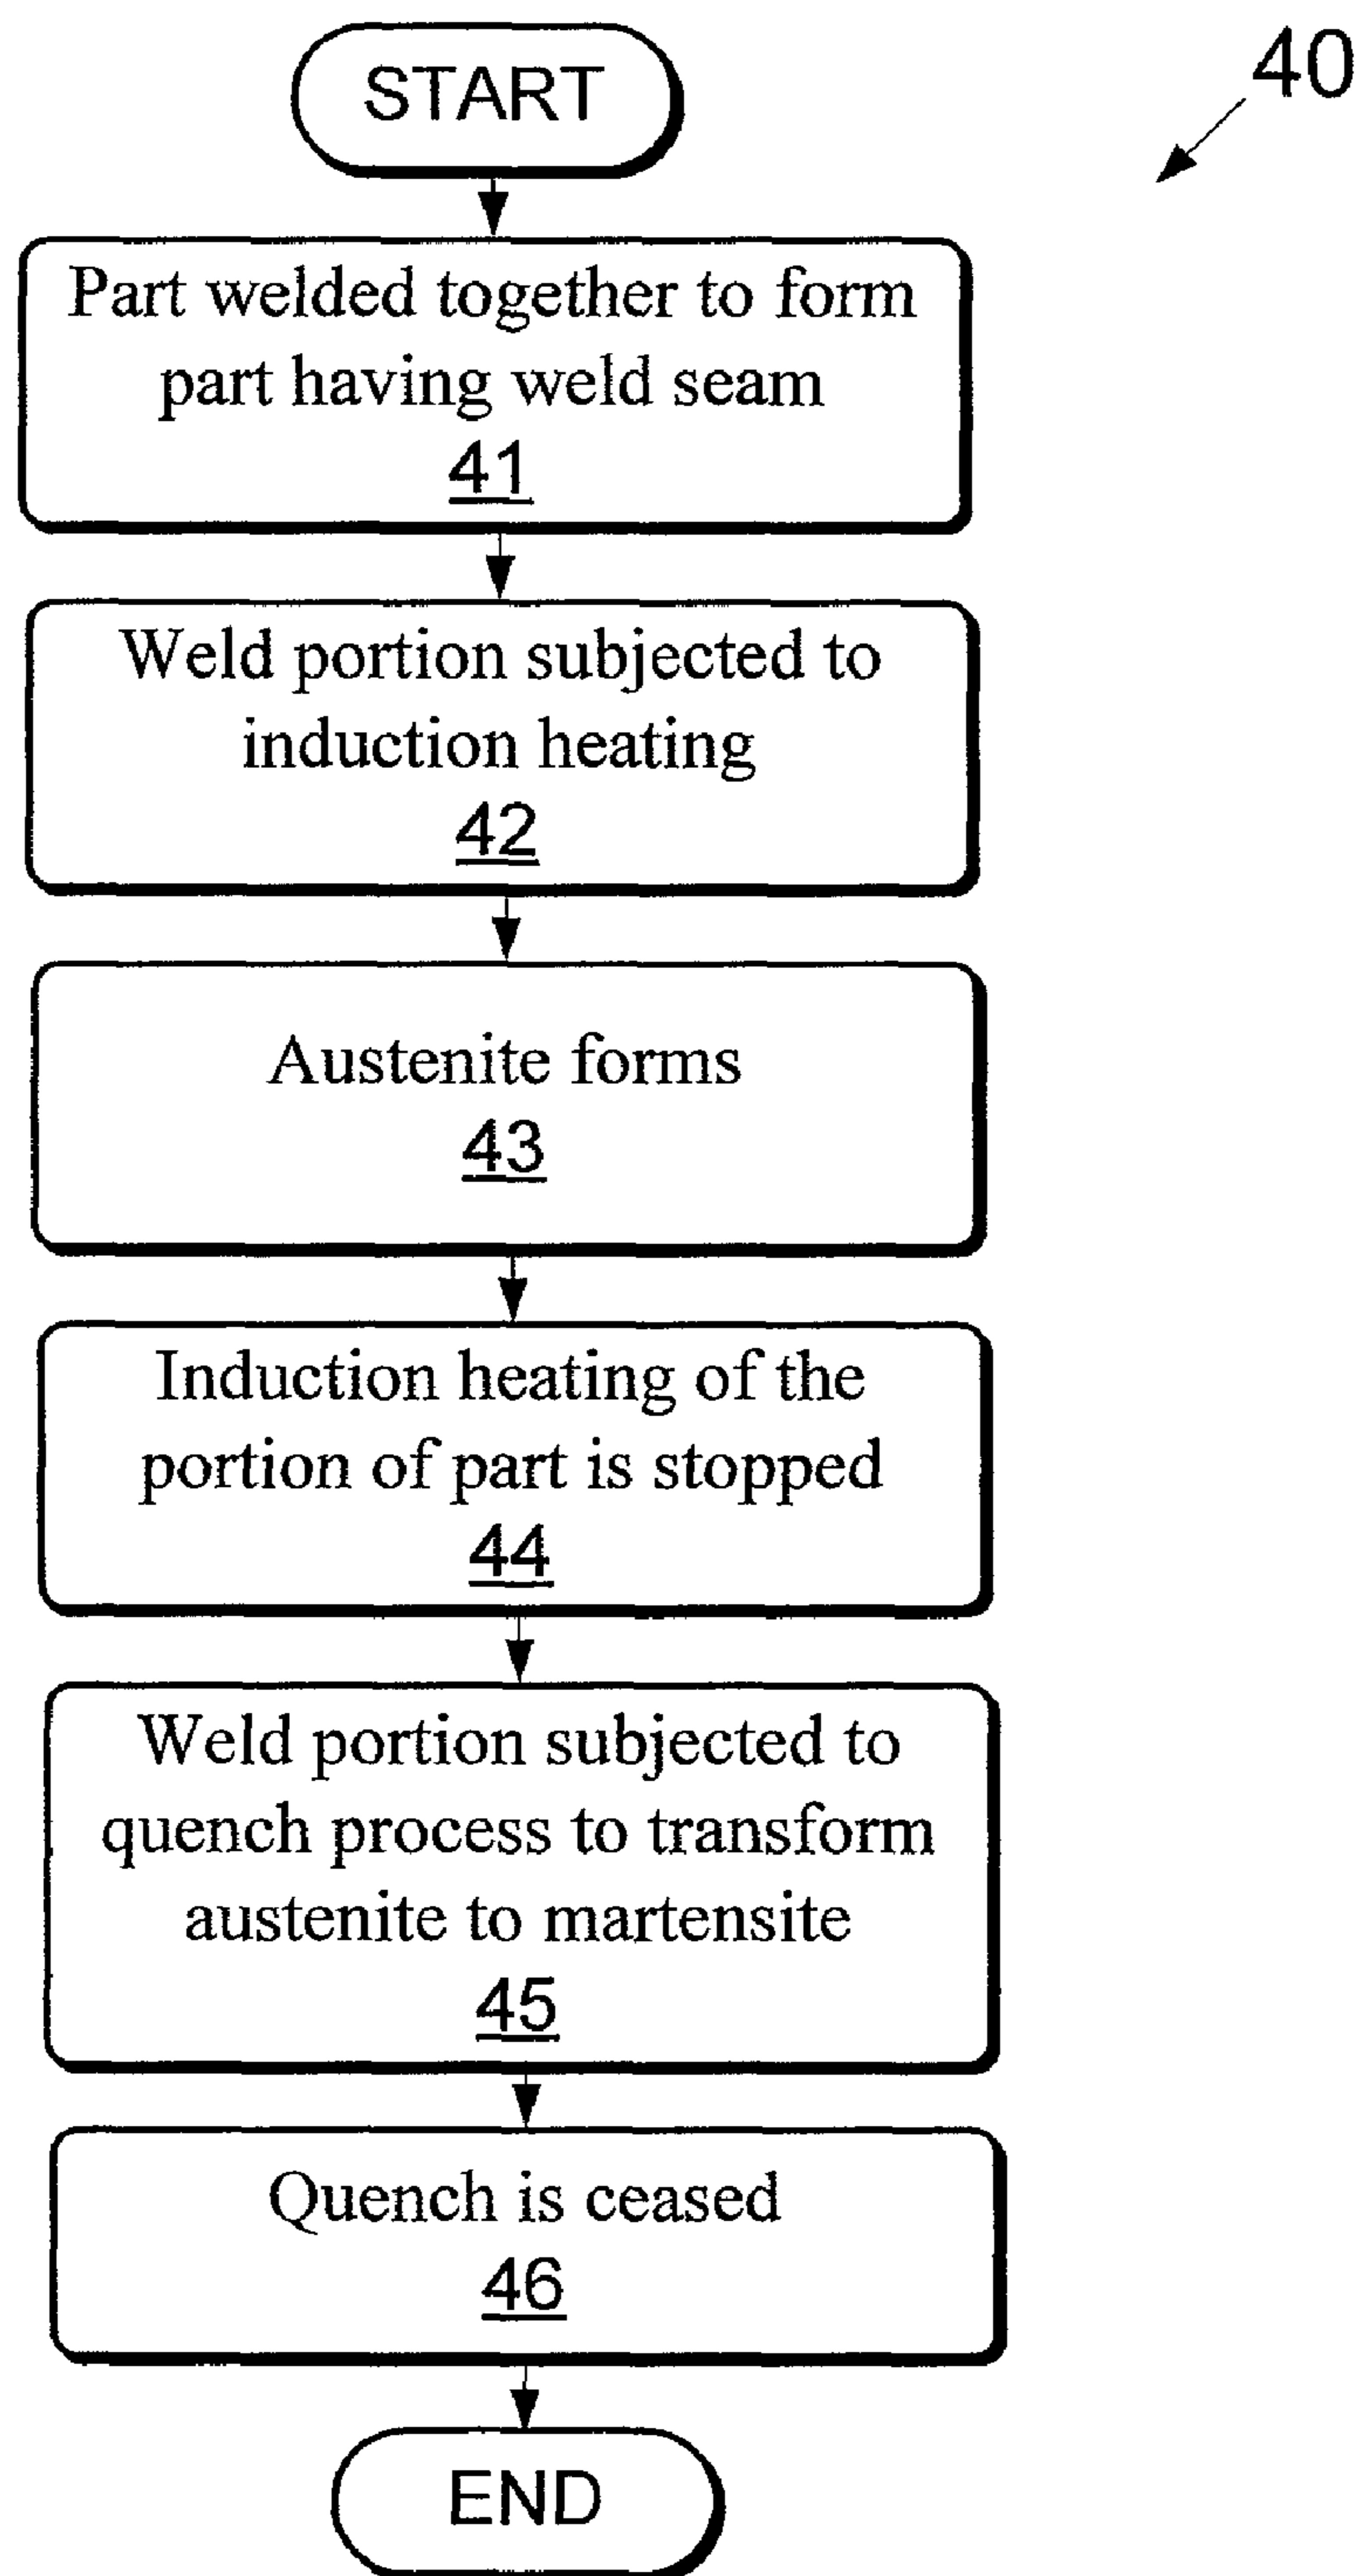 START
40
Part welded together to form
part having weld seam
41
Weld portion subjected to
induction heating
42
Austenite forms
43
Induction heating of the
portion of part is stopped
44
Weld portion subjected to
quench process to transform
austenite to martensite
45
Quench is ceased
46
END